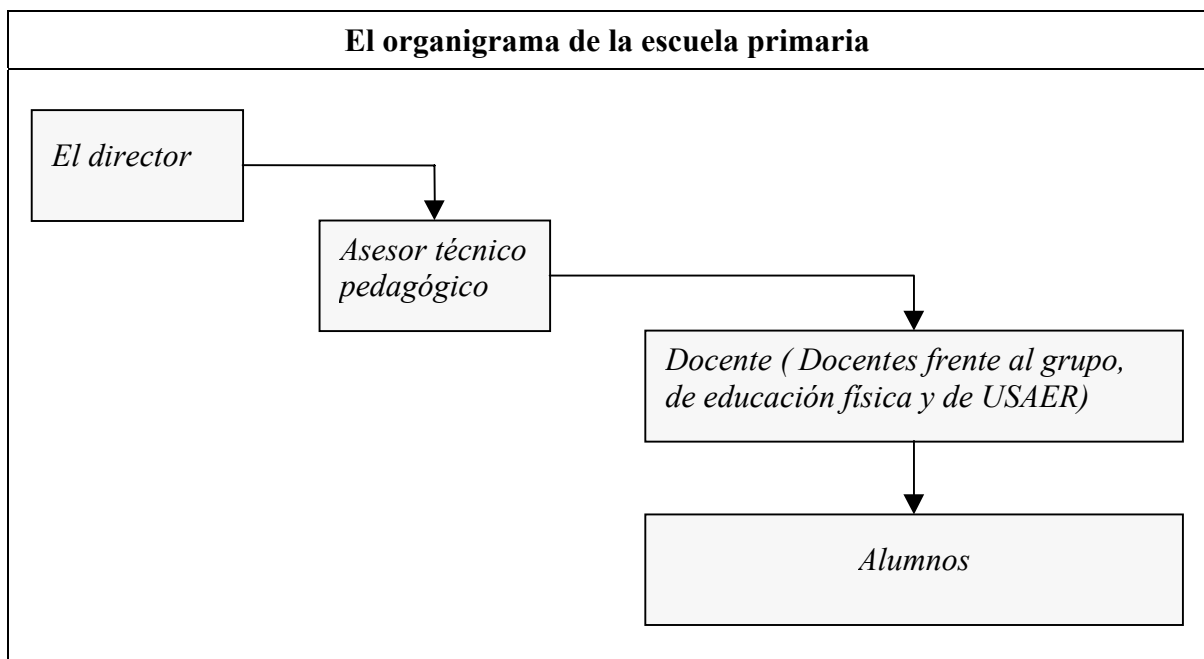 El organigrama de la escuela primaria
El director
Asesor técnico
pedagógico
Docente ( Docentes frente al grupo,
de educación física y de USAER)
Alumnos